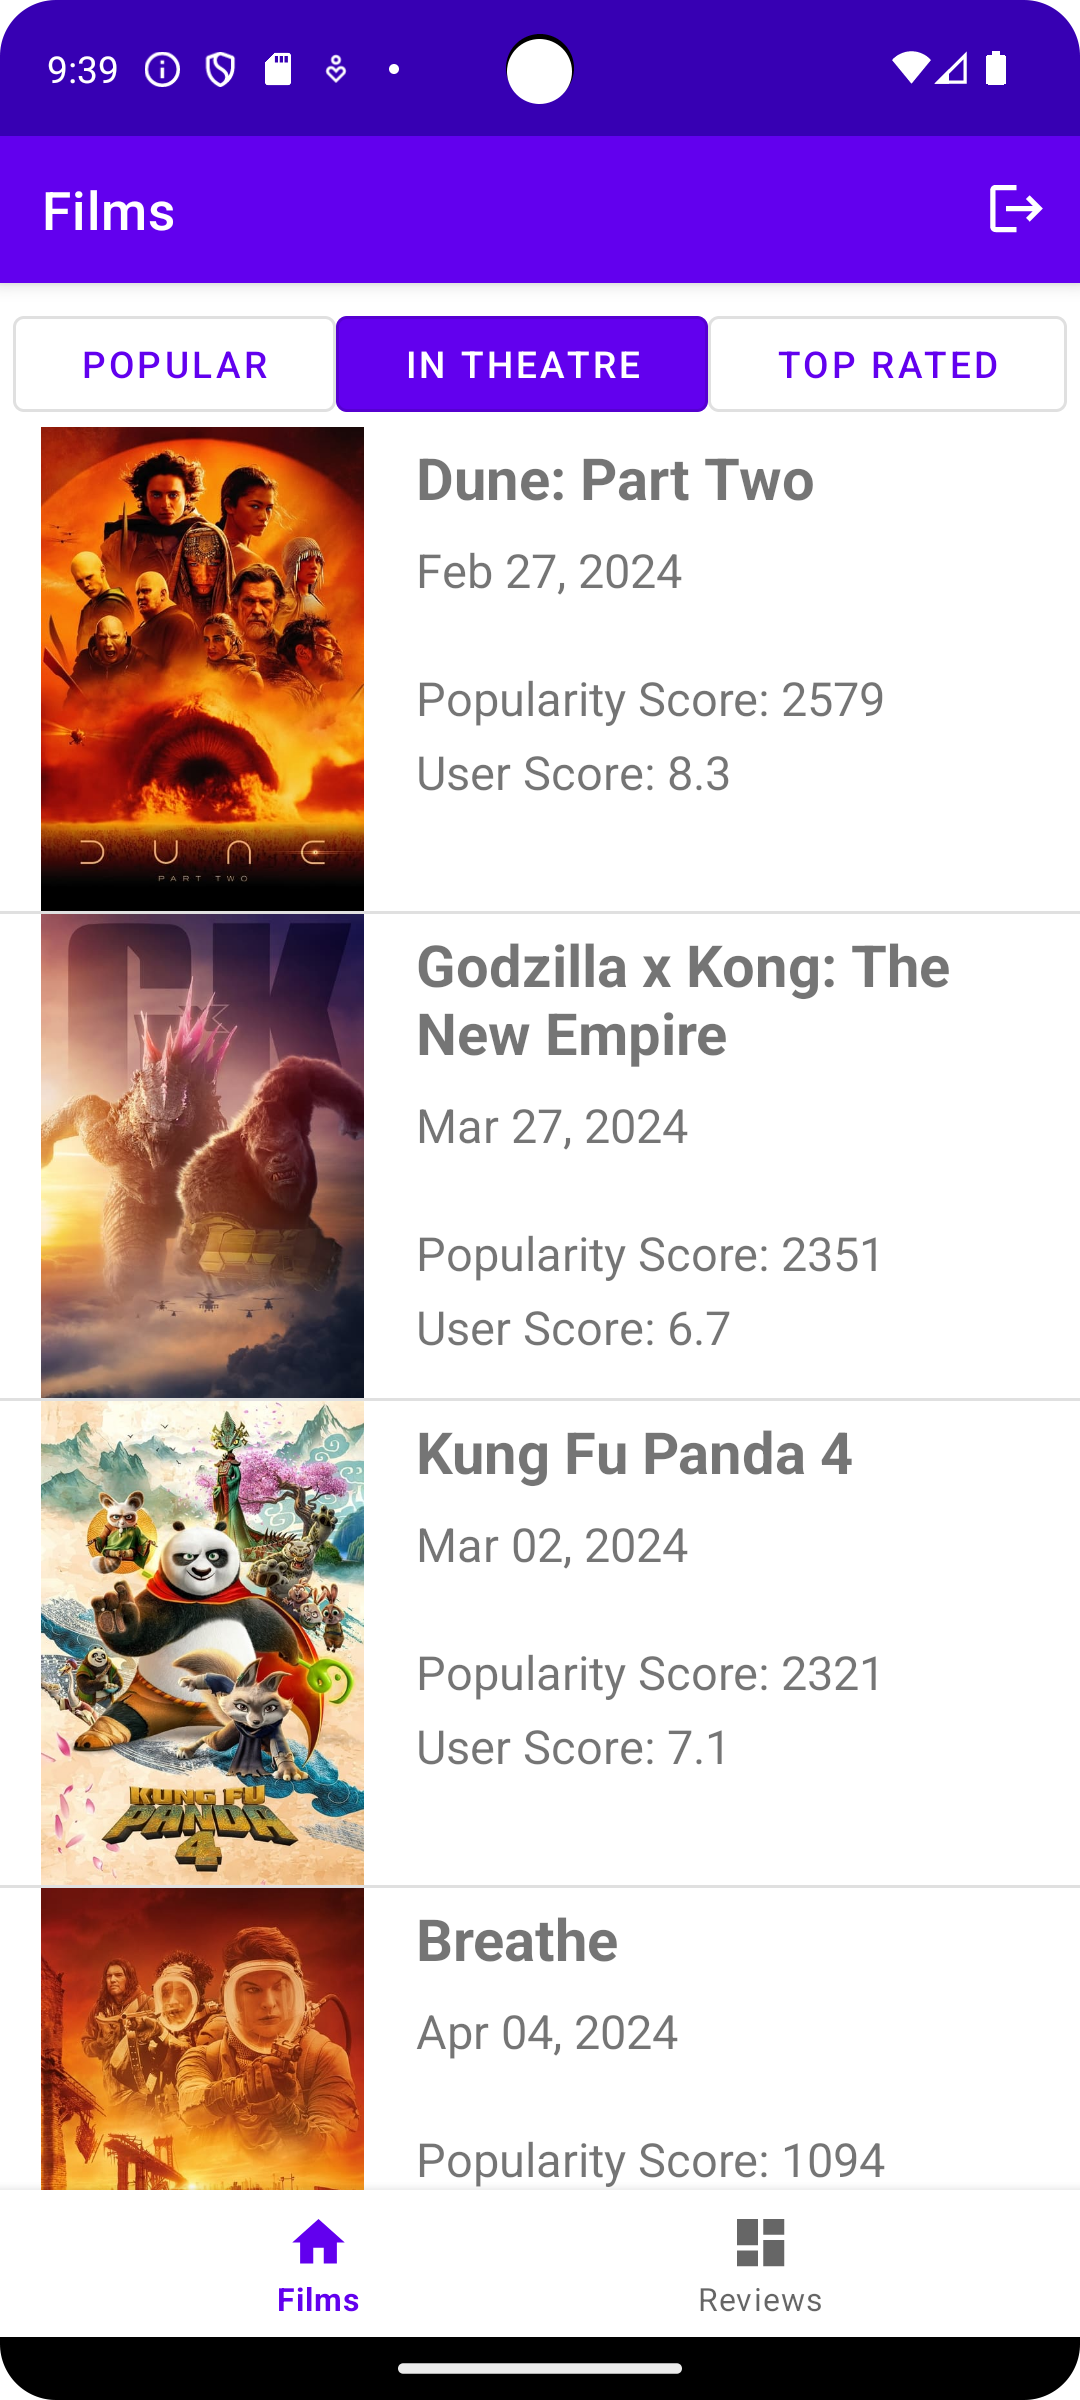 9:39
Films
POPULAR
IN THEATRE
TOP RATED
DUNE
PART TWO
Dune: Part Two
Feb 27, 2024
Popularity Score: 2579
User Score: 8.3
GK
Godzilla x Kong: The
New Empire
Mar 27, 2024
Popularity Score: 2351
User Score: 6.7
KUNG FU
PANDA
4
Kung Fu Panda 4
Mar 02, 2024
Popularity Score: 2321
User Score: 7.1
Breathe
Apr 04, 2024
Popularity Score: 1094
Films
Reviews